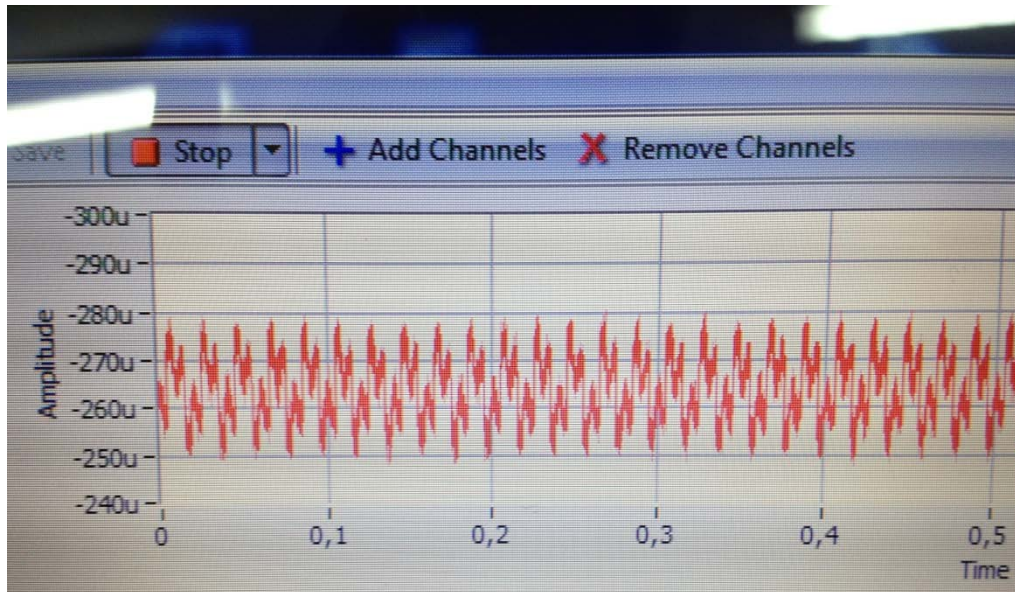 Save Stop Add Channels Remove Channels
-300u
-290u
-280u
-270u
-260u
-250u
-240u
Amplitude
0 0,1 0,2 0,3 0,4 0,5
Time